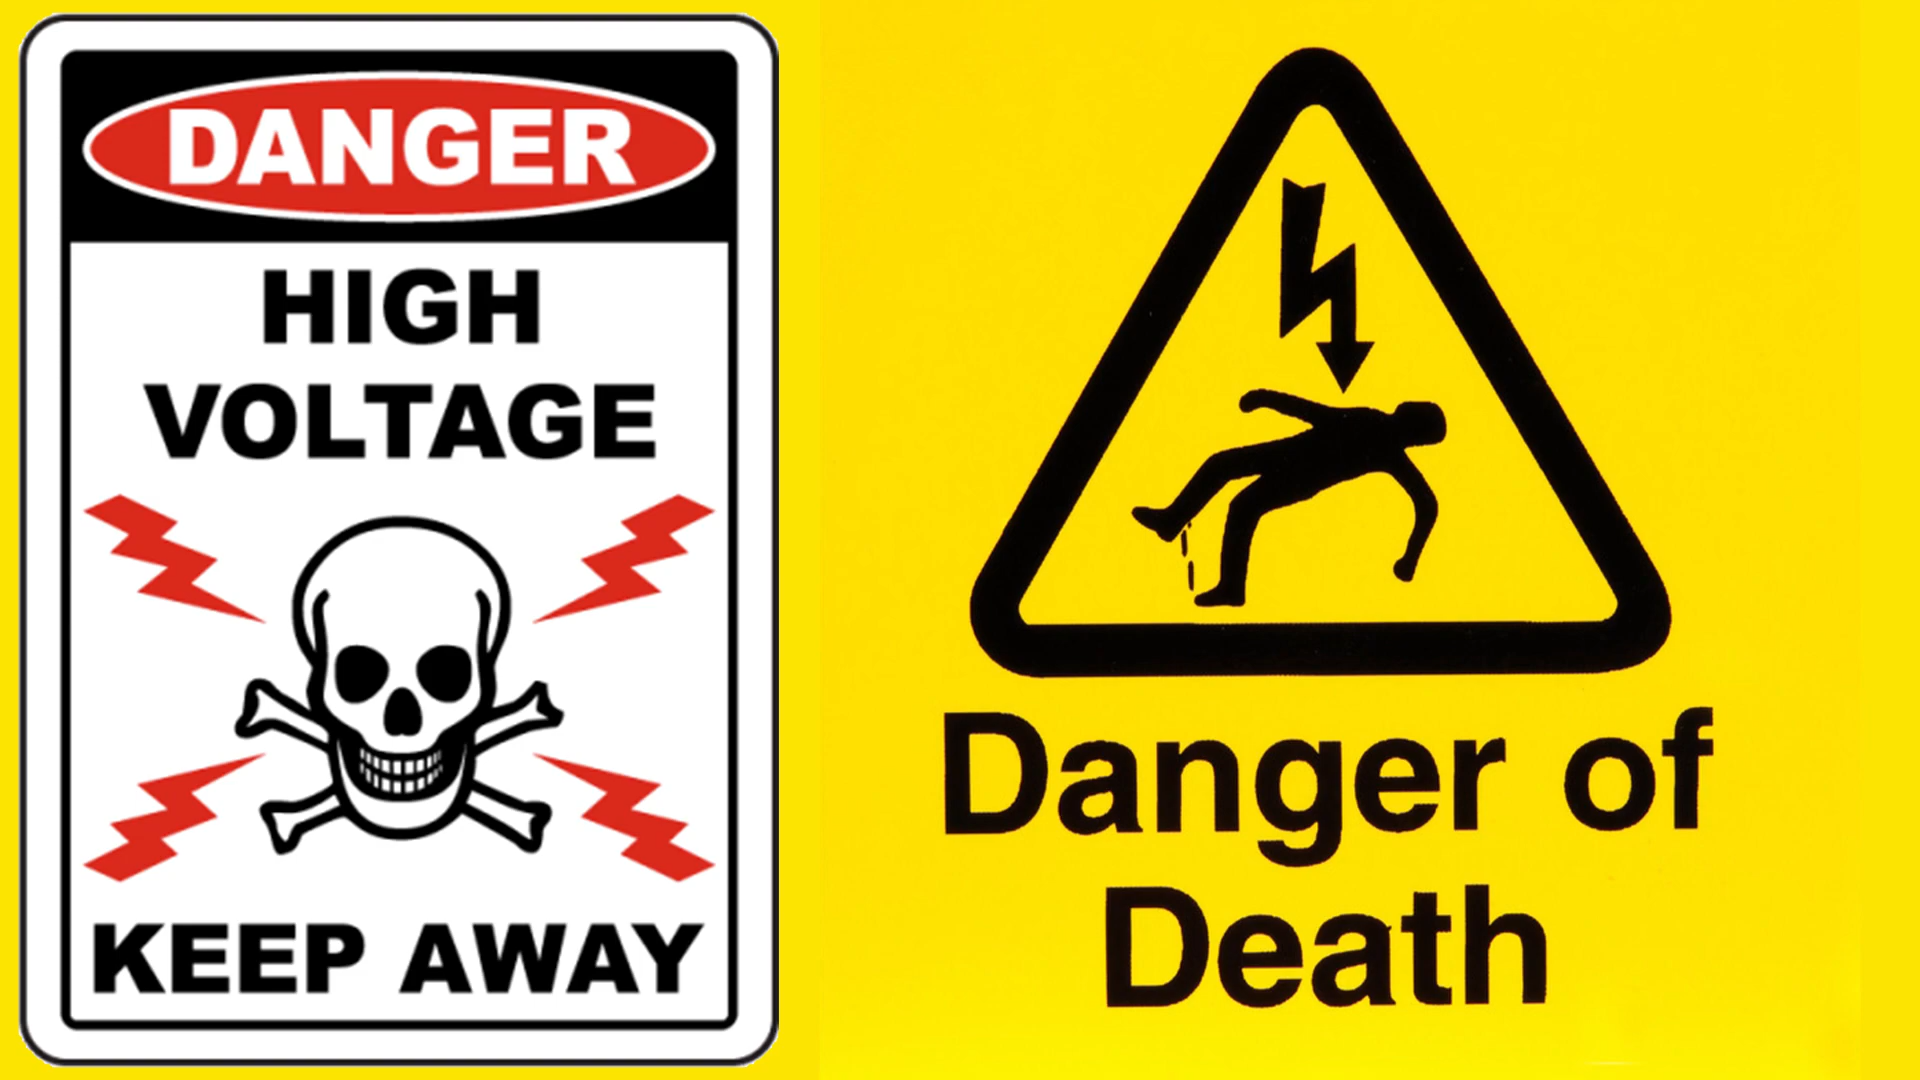 DANGER
HIGH
VOLTAGE
KEEP AWAY
Danger of
Death